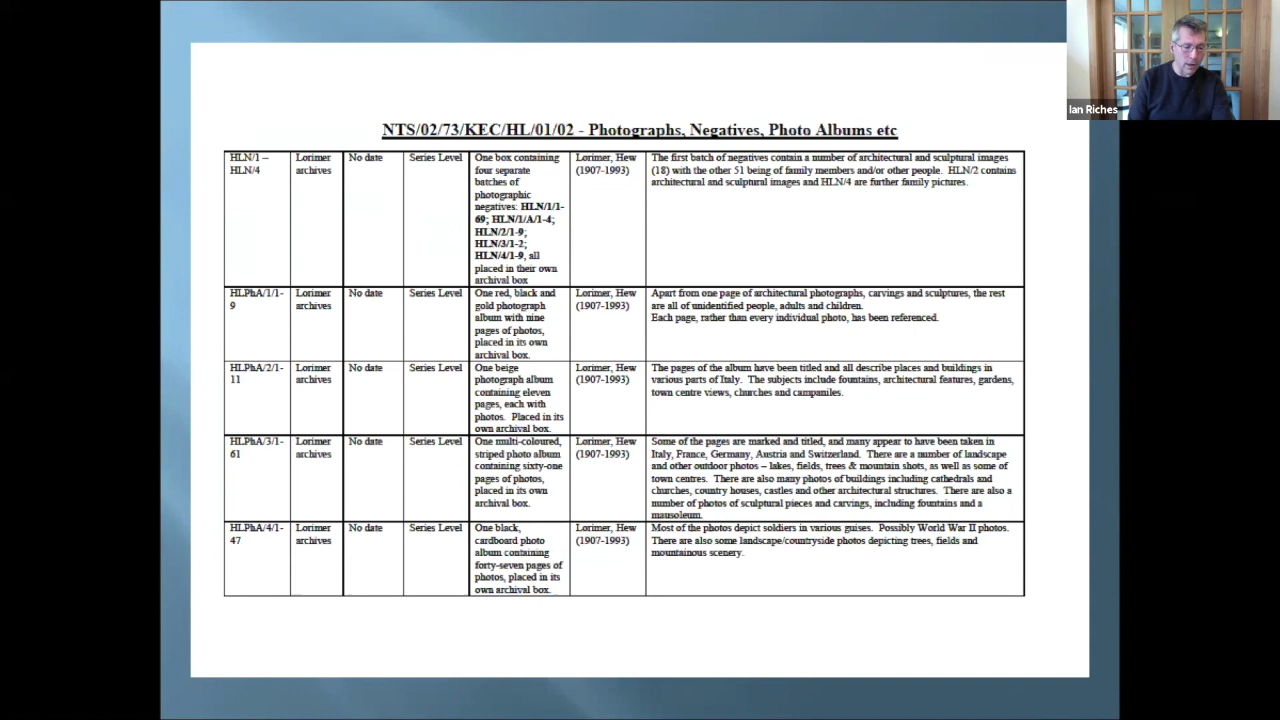 Ian Riches
NTS/02/73/KEC/HL/01/02 - Photographs, Negatives, Photo Albums etc
HLN/1 –
HLN/4
Lorimer
archives
No date
Series Level
One box containing
four separate
batches of
photographic
negatives: HLN/1/1-
69; HLN/1/A/1-4;
HLN/2/1-9;
HLN/3/1-2;
HLN/4/1-9, all
placed in their own
archival box
Lorimer, Hew
(1907-1993)
The first batch of negatives contain a number of architectural and sculptural images
(18) with the other 51 being of family members and/or other people. HLN/2 contains
architectural and sculptural images and HLN/4 are further family pictures.
HLPhA/1/1-
9
Lorimer
archives
No date
Series Level
One red, black and
gold photograph
album with nine
pages of photos,
placed in its own
archival box.
Lorimer, Hew
(1907-1993)
Apart from one page of architectural photographs, carvings and sculptures, the rest
are all of unidentified people, adults and children.
Each page, rather than every individual photo, has been referenced.
HLPhA/2/1-
11
Lorimer
archives
No date
Series Level
One beige
photograph album
containing eleven
pages, each with
photos. Placed in its
own archival box.
Lorimer, Hew
(1907-1993)
The pages of the album have been titled and all describe places and buildings in
various parts of Italy. The subjects include fountains, architectural features, gardens,
town centre views, churches and campaniles.
HLPhA/3/1-
61
Lorimer
archives
No date
Series Level
One multi-coloured,
striped photo album
containing sixty-one
pages of photos,
placed in its own
archival box.
Lorimer, Hew
(1907-1993)
Some of the pages are marked and titled, and many appear to have been taken in
Italy, France, Germany, Austria and Switzerland. There are a number of landscape
and other outdoor photos – lakes, fields, trees & mountain shots, as well as some of
town centres. There are also many photos of buildings including cathedrals and
churches, country houses, castles and other architectural structures. There are also a
number of photos of sculptural pieces and carvings, including fountains and a
mausoleum.
HLPhA/4/1-
47
Lorimer
archives
No date
Series Level
One black,
cardboard photo
album containing
forty-seven pages of
photos, placed in its
own archival box.
Lorimer, Hew
(1907-1993)
Most of the photos depict soldiers in various guises. Possibly World War II photos.
There are also some landscape/countryside photos depicting trees, fields and
mountainous scenery.